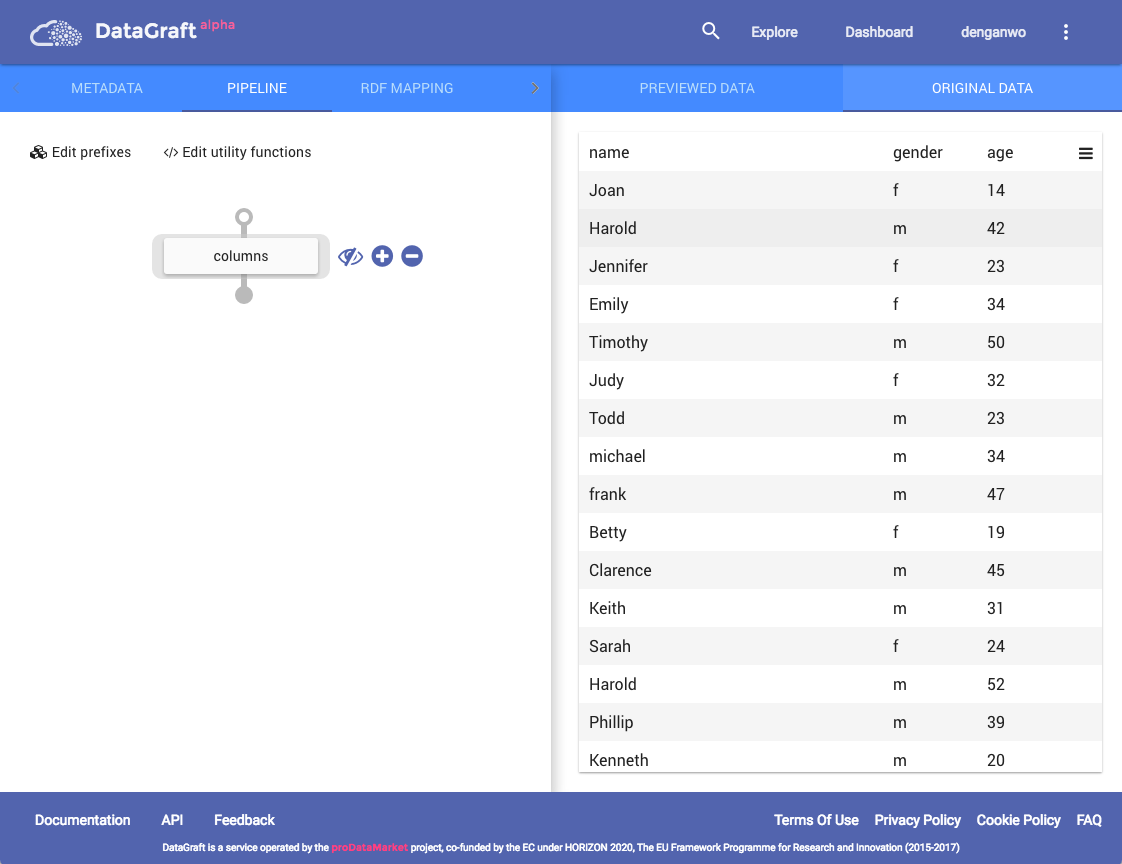 DataGraft alpha
Explore Dashboard denganwo
METADATA PIPELINE RDF MAPPING
PREVIEWED DATA ORIGINAL DATA
Edit prefixes </> Edit utility functions
columns
name gender age
Joan f 14
Harold m 42
Jennifer f 23
Emily f 34
Timothy m 50
Judy f 32
Todd m 23
michael m 34
frank m 47
Betty f 19
Clarence m 45
Keith m 31
Sarah f 24
Harold m 52
Phillip m 39
Kenneth m 20
Documentation API Feedback
Terms Of Use Privacy Policy Cookie Policy FAQ
DataGraft is a service operated by the proDataMarket project, co-funded by the EC under HORIZON 2020, The EU Framework Programme for Research and Innovation (2015-2017)